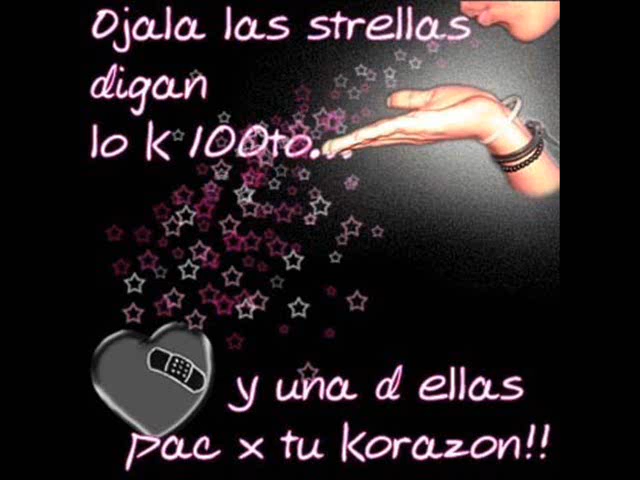 Ojala las strellas
digan
lo k 100to...
y una d ellas
pac x tu korazon!!